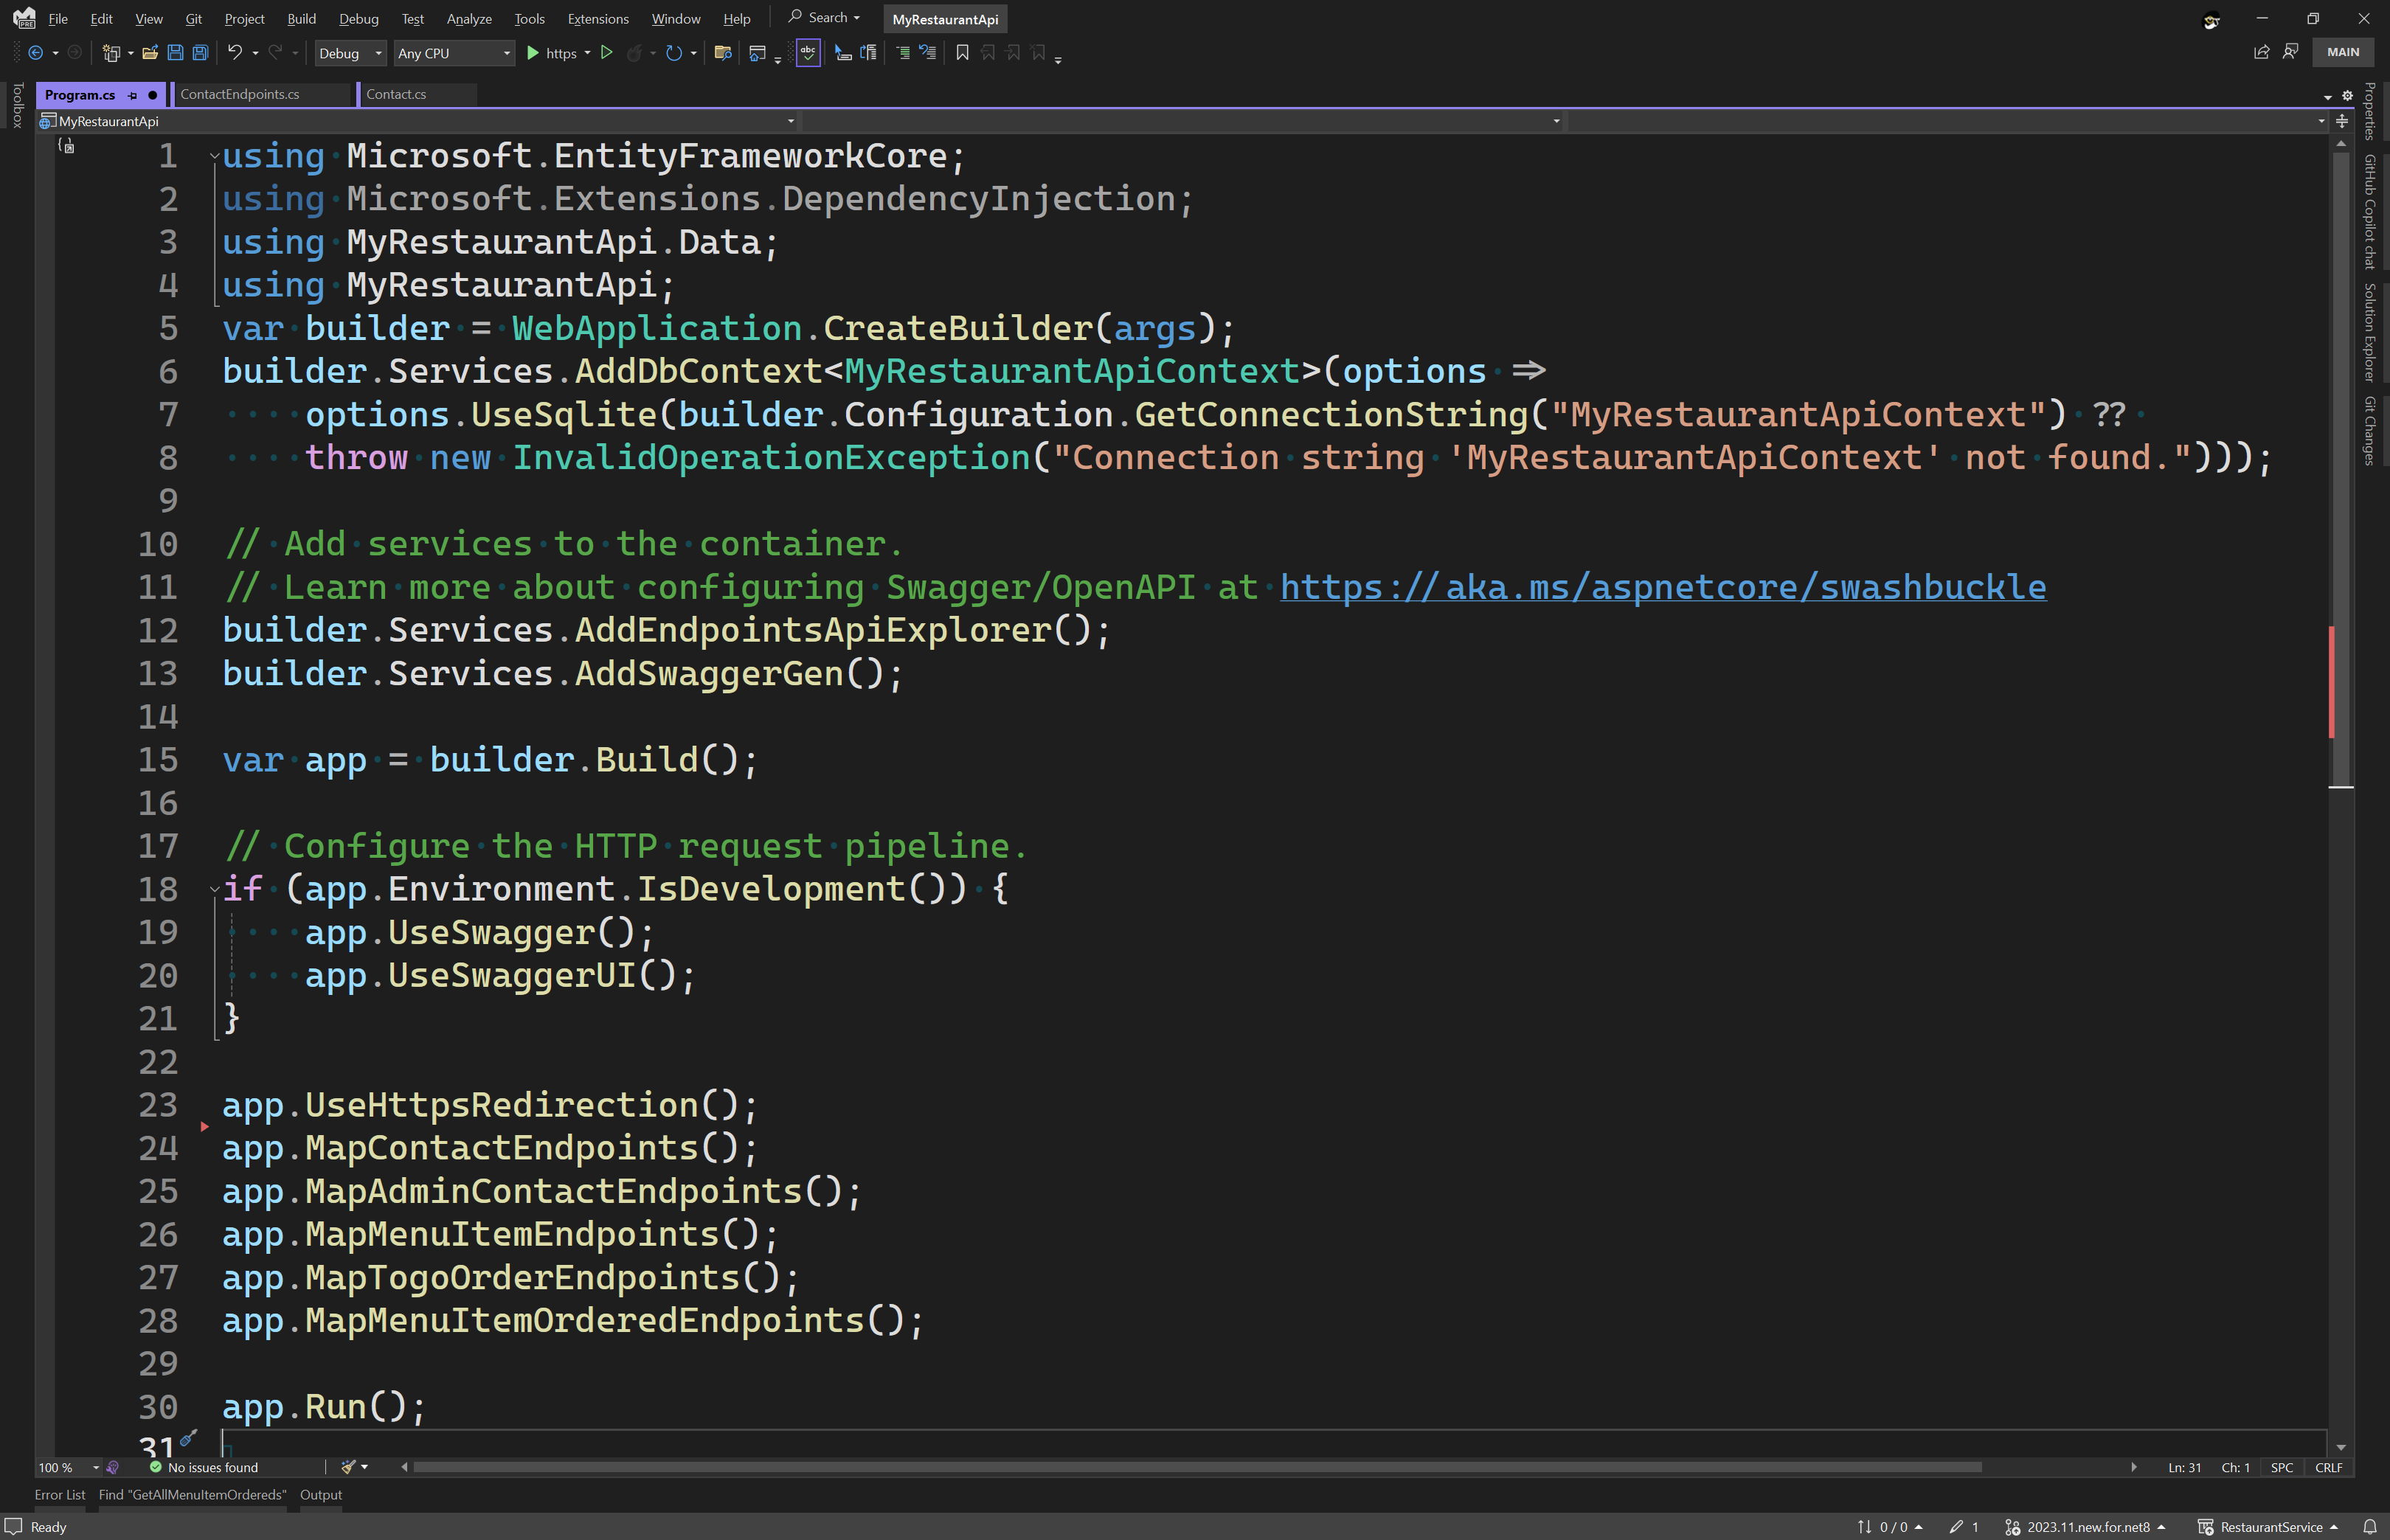 PRE
File Edit View Git Project Build Debug Test Analyze Tools Extensions Window Help Search MyRestaurantApi
Debug Any CPU https abc MAIN
Toolbox
Program.cs ContactEndpoints.cs Contact.cs
MyRestaurantApi
Properties
GitHub Copilot chat
Solution Explorer
Git Changes
1 using Microsoft.EntityFrameworkCore;
2 using Microsoft.Extensions.DependencyInjection;
3 using MyRestaurantApi.Data;
4 using MyRestaurantApi;
5 var builder = WebApplication.CreateBuilder(args);
6 builder.Services.AddDbContext<MyRestaurantApiContext>(options =>
7     options.UseSqlite(builder.Configuration.GetConnectionString("MyRestaurantApiContext") ??
8     throw new InvalidOperationException("Connection string 'MyRestaurantApiContext' not found.")));
9
10 // Add services to the container.
11 // Learn more about configuring Swagger/OpenAPI at https://aka.ms/aspnetcore/swashbuckle
12 builder.Services.AddEndpointsApiExplorer();
13 builder.Services.AddSwaggerGen();
14
15 var app = builder.Build();
16
17 // Configure the HTTP request pipeline.
18 if (app.Environment.IsDevelopment()) {
19     app.UseSwagger();
20     app.UseSwaggerUI();
21 }
22
23 app.UseHttpsRedirection();
24 app.MapContactEndpoints();
25 app.MapAdminContactEndpoints();
26 app.MapMenuItemEndpoints();
27 app.MapTogoOrderEndpoints();
28 app.MapMenuItemOrderedEndpoints();
29
30 app.Run();
31
100 % No issues found Ln: 31 Ch: 1 SPC CRLF
Error List Find "GetAllMenuItemOrdereds" Output
Ready 0 / 0 1 2023.11.new.for.net8 RestaurantService